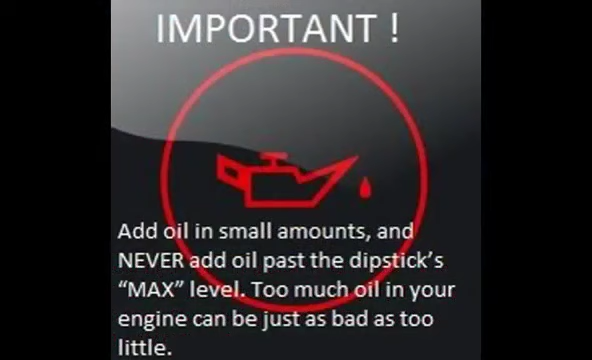 IMPORTANT !
Add oil in small amounts, and
NEVER add oil past the dipstick’s
“MAX” level. Too much oil in your
engine can be just as bad as too
little.